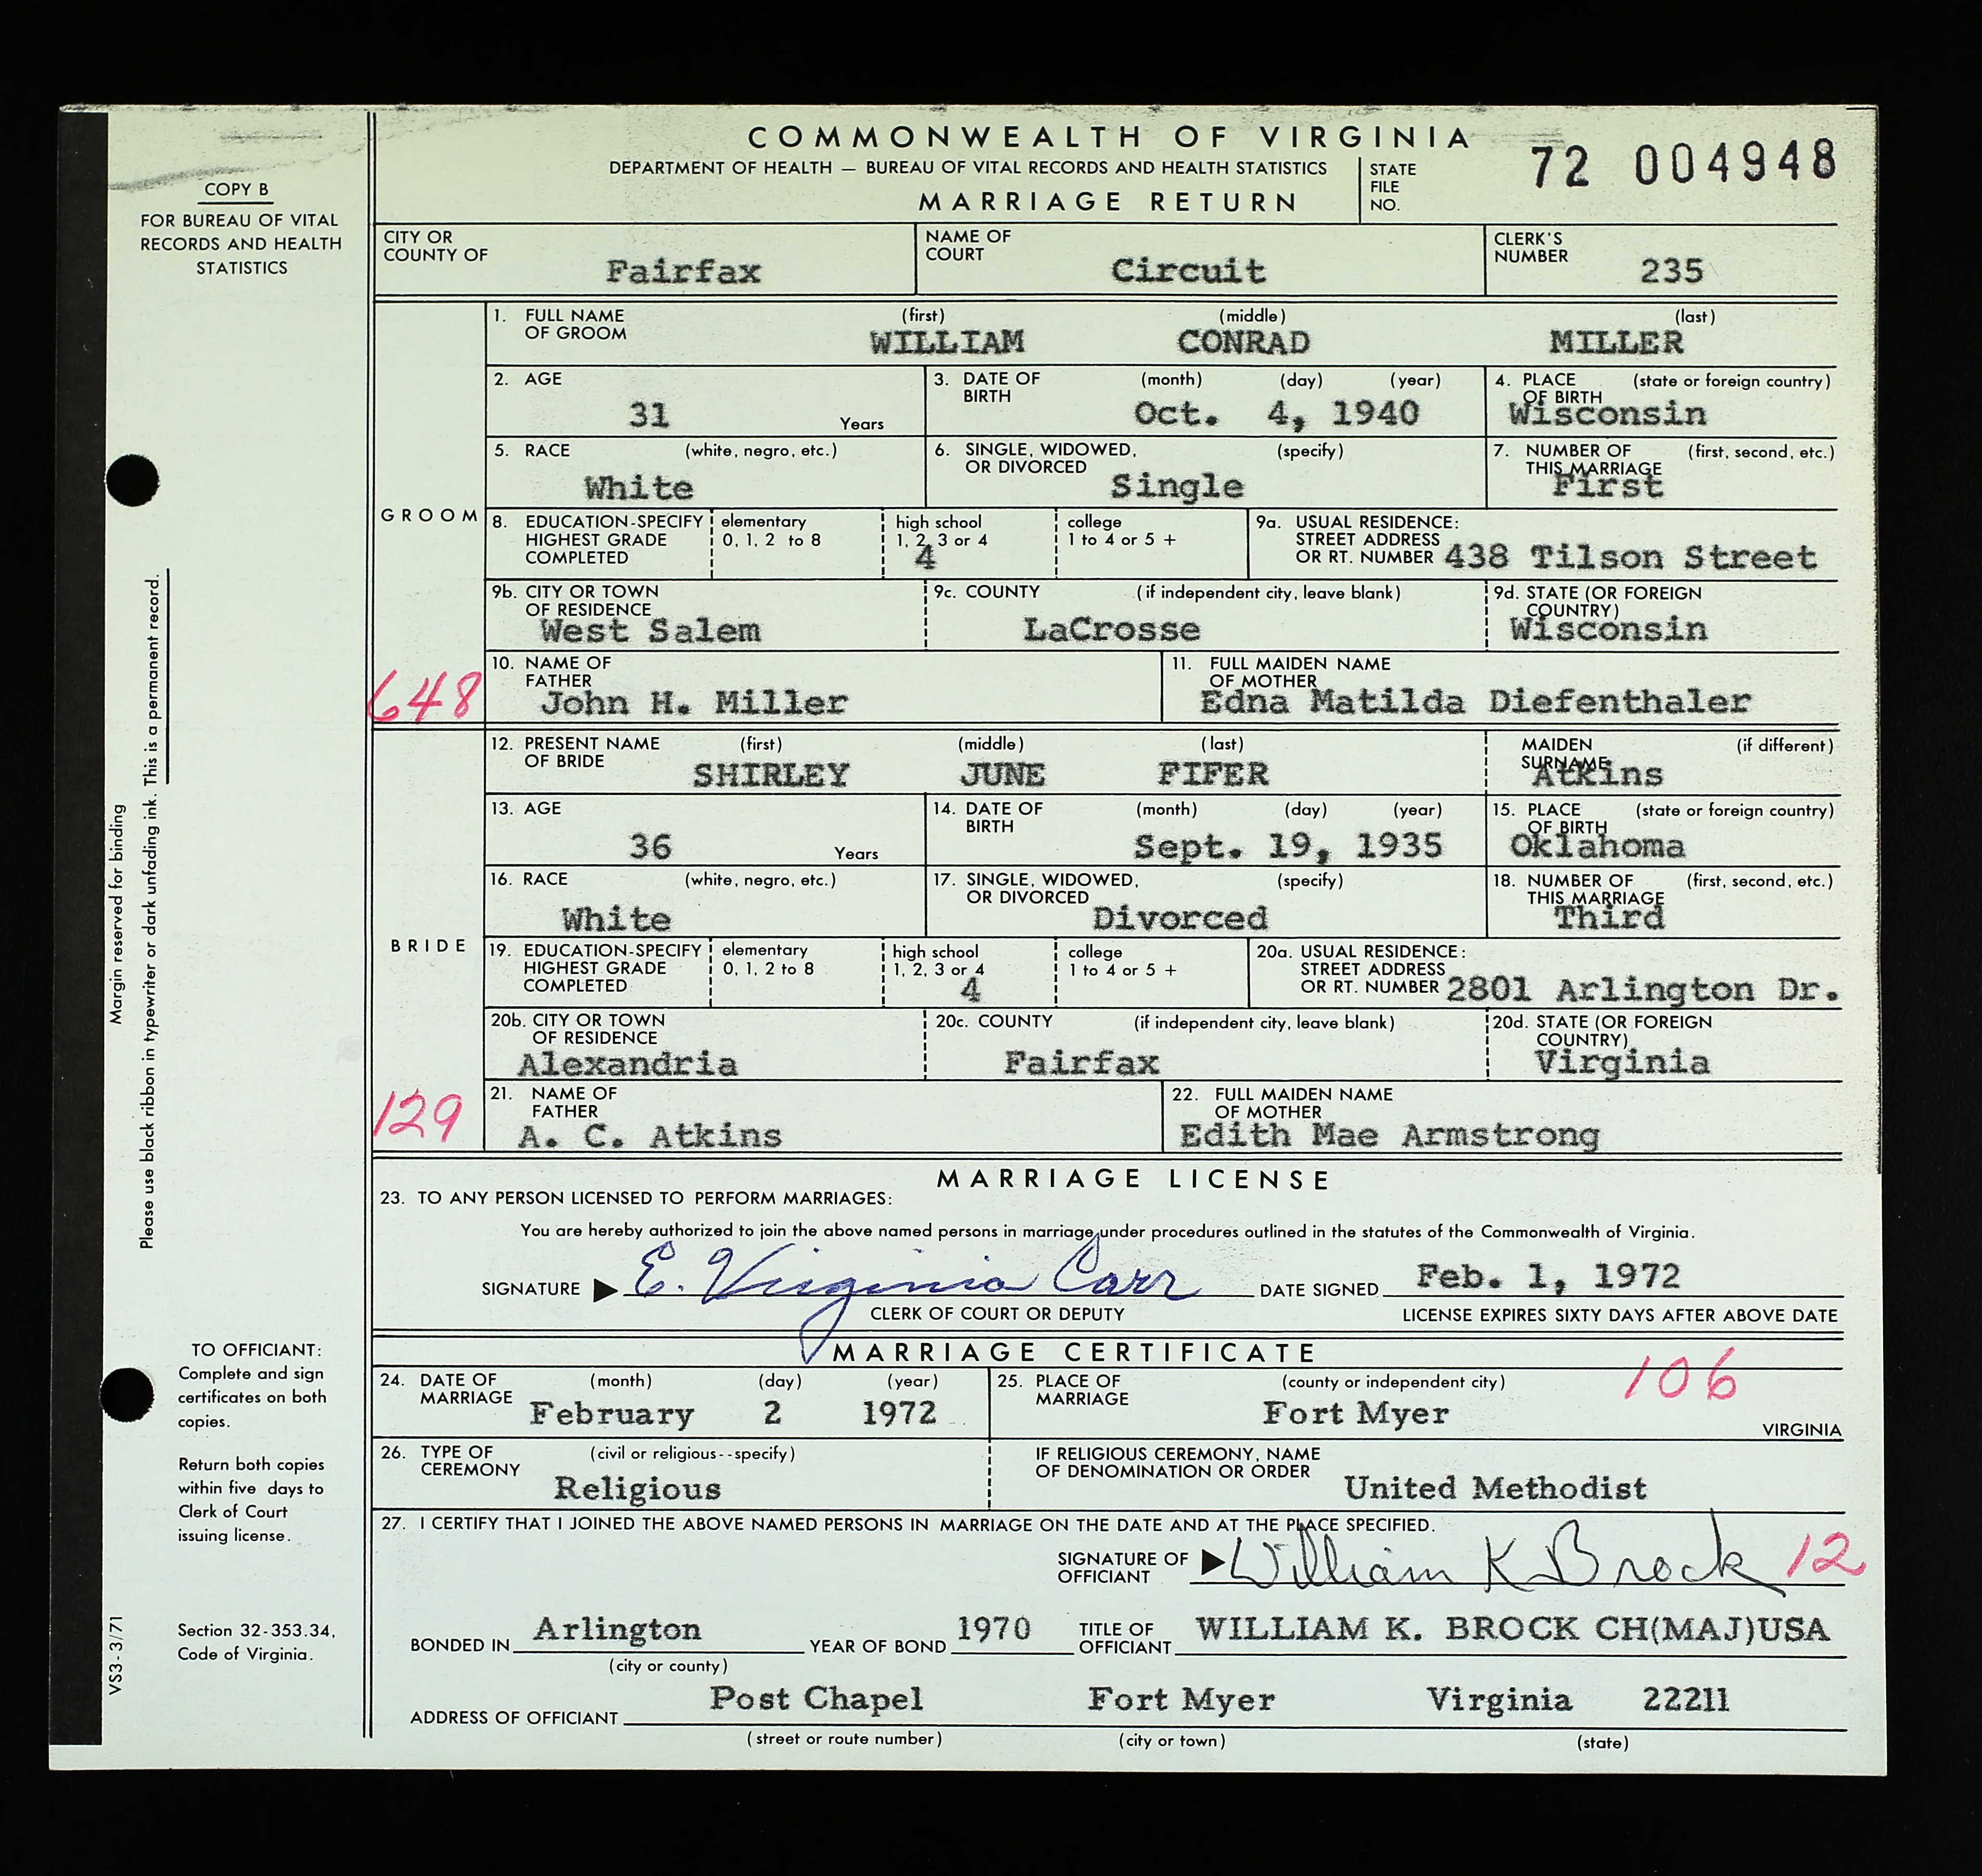 COMMONWEALTH OF VIRGINIA
DEPARTMENT OF HEALTH — BUREAU OF VITAL RECORDS AND HEALTH STATISTICS
MARRIAGE RETURN
STATE FILE NO. 72 004948
COPY B
FOR BUREAU OF VITAL
RECORDS AND HEALTH
STATISTICS
CITY OR COUNTY OF Fairfax NAME OF COURT Circuit CLERK'S NUMBER 235
GROOM
1. FULL NAME OF GROOM (first) WILLIAM (middle) CONRAD (last) MILLER
2. AGE 31 Years 3. DATE OF BIRTH (month) (day) (year) Oct. 4, 1940 4. PLACE OF BIRTH (state or foreign country) Wisconsin
5. RACE (white, negro, etc.) White 6. SINGLE, WIDOWED, OR DIVORCED (specify) Single 7. NUMBER OF THIS MARRIAGE (first, second, etc.) First
8. EDUCATION-SPECIFY HIGHEST GRADE COMPLETED elementary 0, 1, 2 to 8 high school 1, 2, 3 or 4 4 college 1 to 4 or 5 + 9a. USUAL RESIDENCE: STREET ADDRESS OR RT. NUMBER 438 Tilson Street
9b. CITY OR TOWN OF RESIDENCE West Salem 9c. COUNTY (if independent city, leave blank) LaCrosse 9d. STATE (OR FOREIGN COUNTRY) Wisconsin
648
10. NAME OF FATHER John H. Miller 11. FULL MAIDEN NAME OF MOTHER Edna Matilda Diefenthaler
BRIDE
12. PRESENT NAME OF BRIDE (first) SHIRLEY (middle) JUNE (last) FIFER MAIDEN SURNAME (if different) Atkins
13. AGE 36 Years 14. DATE OF BIRTH (month) (day) (year) Sept. 19, 1935 15. PLACE OF BIRTH (state or foreign country) Oklahoma
16. RACE (white, negro, etc.) White 17. SINGLE, WIDOWED, OR DIVORCED (specify) Divorced 18. NUMBER OF THIS MARRIAGE (first, second, etc.) Third
19. EDUCATION-SPECIFY HIGHEST GRADE COMPLETED elementary 0, 1, 2 to 8 high school 1, 2, 3 or 4 4 college 1 to 4 or 5 + 20a. USUAL RESIDENCE: STREET ADDRESS OR RT. NUMBER 2801 Arlington Dr.
20b. CITY OR TOWN OF RESIDENCE Alexandria 20c. COUNTY (if independent city, leave blank) Fairfax 20d. STATE (OR FOREIGN COUNTRY) Virginia
129
21. NAME OF FATHER A. C. Atkins 22. FULL MAIDEN NAME OF MOTHER Edith Mae Armstrong
MARRIAGE LICENSE
23. TO ANY PERSON LICENSED TO PERFORM MARRIAGES:
You are hereby authorized to join the above named persons in marriage under procedures outlined in the statutes of the Commonwealth of Virginia.
SIGNATURE E. Virginia Carr DATE SIGNED Feb. 1, 1972
CLERK OF COURT OR DEPUTY LICENSE EXPIRES SIXTY DAYS AFTER ABOVE DATE
MARRIAGE CERTIFICATE
24. DATE OF MARRIAGE (month) February (day) 2 (year) 1972 25. PLACE OF MARRIAGE (county or independent city) Fort Myer 106 VIRGINIA
26. TYPE OF CEREMONY (civil or religious--specify) Religious IF RELIGIOUS CEREMONY, NAME OF DENOMINATION OR ORDER United Methodist
27. I CERTIFY THAT I JOINED THE ABOVE NAMED PERSONS IN MARRIAGE ON THE DATE AND AT THE PLACE SPECIFIED.
SIGNATURE OF OFFICIANT William K Brock 12
BONDED IN Arlington YEAR OF BOND 1970 TITLE OF OFFICIANT WILLIAM K. BROCK CH(MAJ)USA
(city or county)
ADDRESS OF OFFICIANT Post Chapel Fort Myer Virginia 22211
(street or route number) (city or town) (state)
Margin reserved for binding
Please use black ribbon in typewriter or dark unfading ink. This is a permanent record.
TO OFFICIANT:
Complete and sign
certificates on both
copies.
Return both copies
within five days to
Clerk of Court
issuing license.
Section 32-353.34,
Code of Virginia.
VS3-3/71